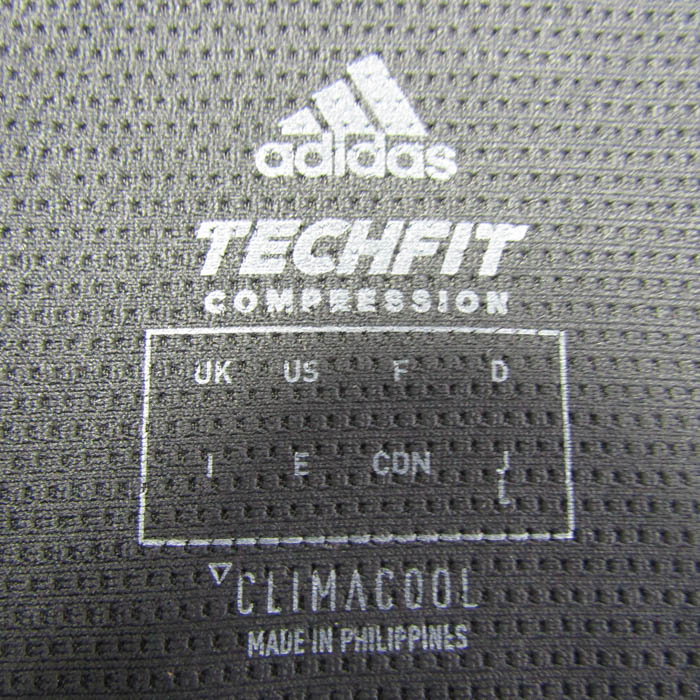 adidas
TECHFIT
COMPRESSION
UK US F D
I E CDN J
L
CLIMACOOL
MADE IN PHILIPPINES